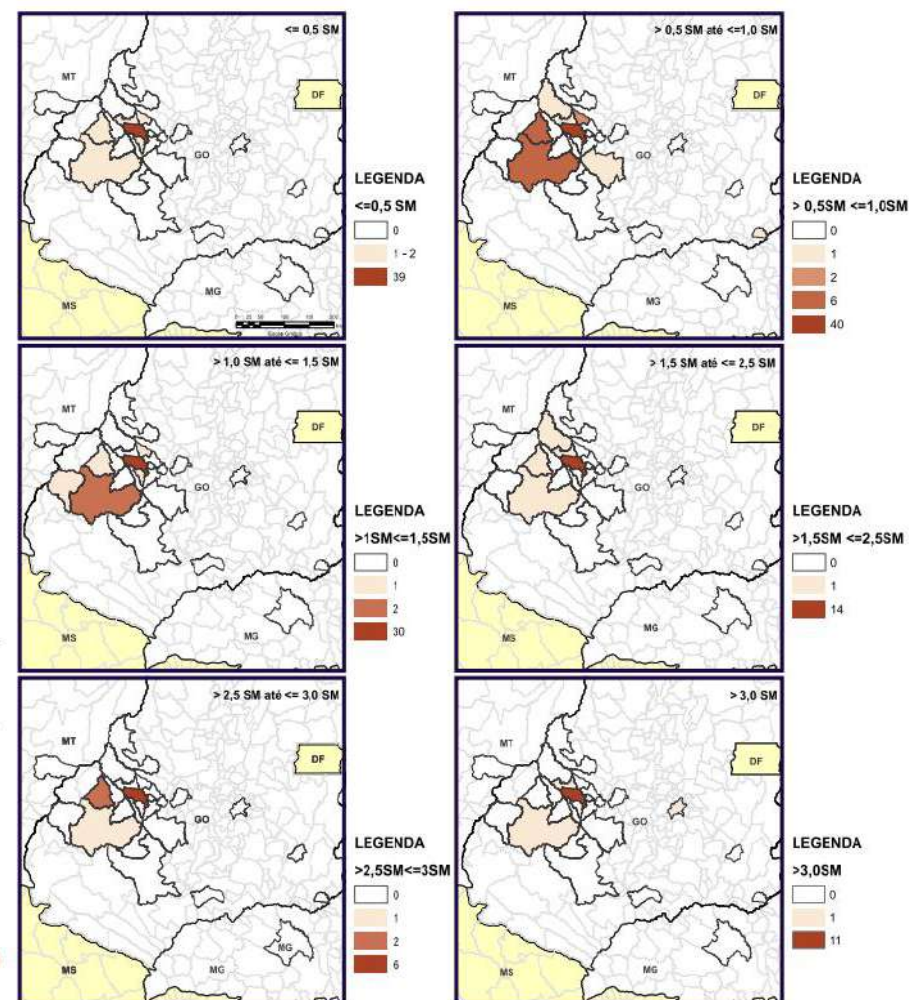 <= 0,5 SM
MT
DF
GO
MG
MS
LEGENDA
<=0,5 SM
0
1 - 2
39
> 0,5 SM até <=1,0 SM
MT
DF
GO
MG
MS
LEGENDA
> 0,5SM <=1,0SM
0
1
2
6
40
> 1,0 SM até <= 1,5 SM
MT
DF
GO
MG
MS
LEGENDA
>1SM<=1,5SM
0
1
2
30
> 1,5 SM até <= 2,5 SM
MT
DF
GO
MG
MS
LEGENDA
>1,5SM <=2,5SM
0
1
14
> 2,5 SM até <= 3,0 SM
MT
DF
GO
MG
MG
MS
LEGENDA
>2,5SM<=3SM
0
1
2
6
> 3,0 SM
MT
DF
GO
MG
MS
LEGENDA
>3,0SM
0
1
11